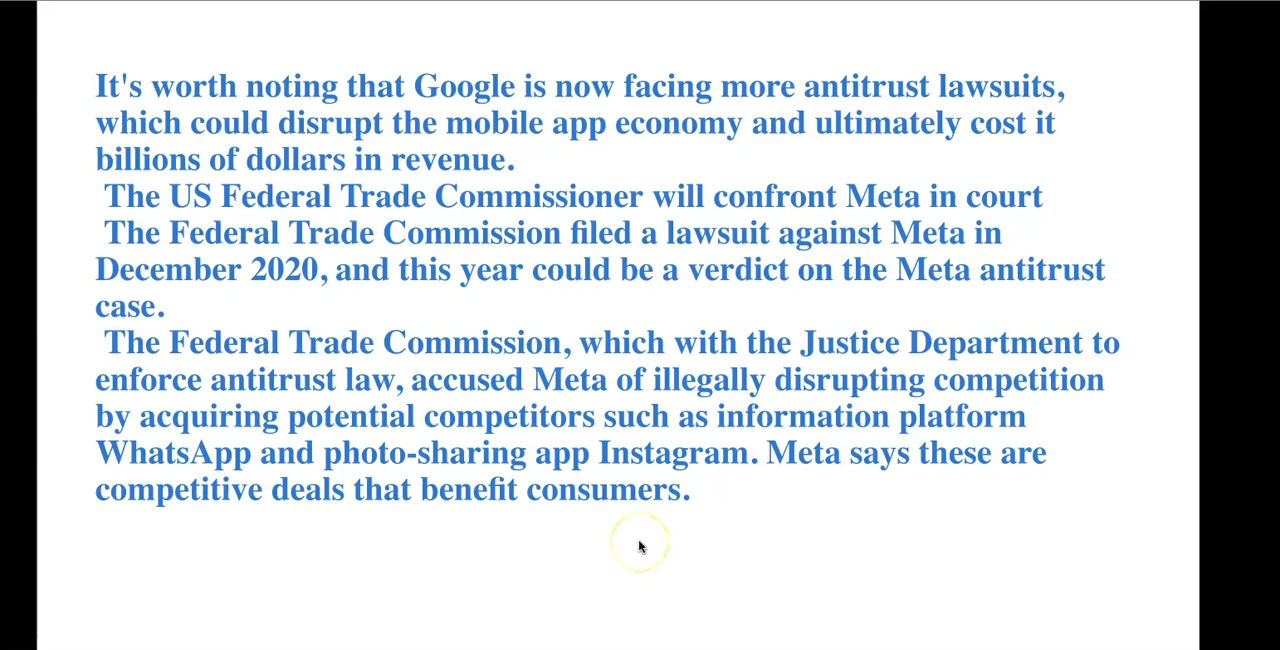 It's worth noting that Google is now facing more antitrust lawsuits,
which could disrupt the mobile app economy and ultimately cost it
billions of dollars in revenue.
The US Federal Trade Commissioner will confront Meta in court
The Federal Trade Commission filed a lawsuit against Meta in
December 2020, and this year could be a verdict on the Meta antitrust
case.
The Federal Trade Commission, which with the Justice Department to
enforce antitrust law, accused Meta of illegally disrupting competition
by acquiring potential competitors such as information platform
WhatsApp and photo-sharing app Instagram. Meta says these are
competitive deals that benefit consumers.